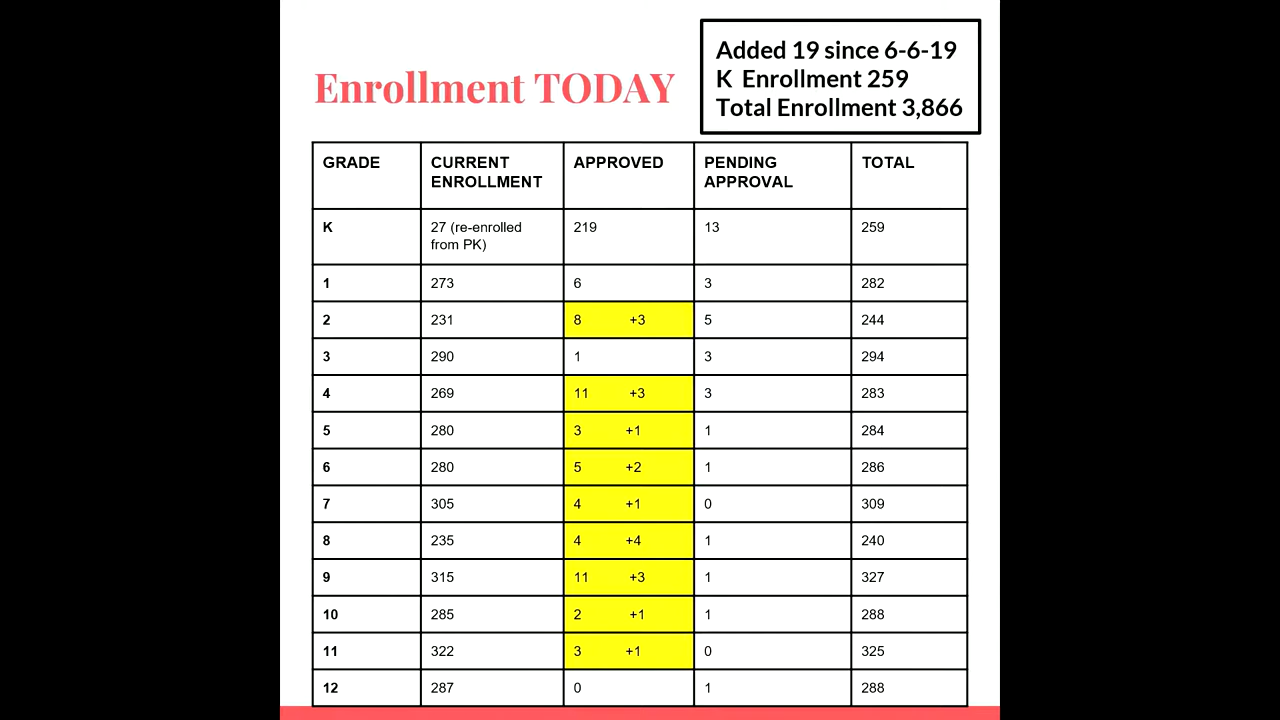 Added 19 since 6-6-19
K Enrollment 259
Total Enrollment 3,866
Enrollment TODAY
GRADE CURRENT ENROLLMENT APPROVED PENDING APPROVAL TOTAL
K 27 (re-enrolled from PK) 219 13 259
1 273 6 3 282
2 231 8 +3 5 244
3 290 1 3 294
4 269 11 +3 3 283
5 280 3 +1 1 284
6 280 5 +2 1 286
7 305 4 +1 0 309
8 235 4 +4 1 240
9 315 11 +3 1 327
10 285 2 +1 1 288
11 322 3 +1 0 325
12 287 0 1 288